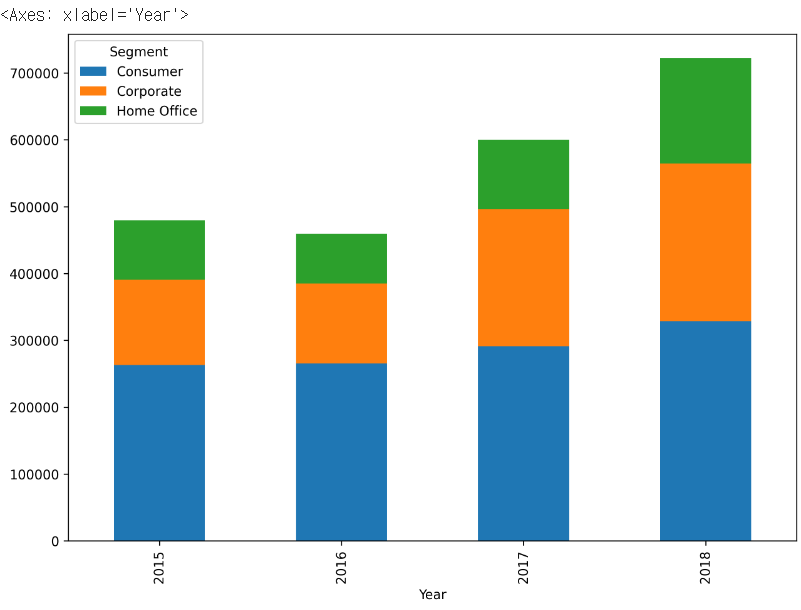 <Axes: xlabel='Year'>
Segment
Consumer
Corporate
Home Office
700000
600000
500000
400000
300000
200000
100000
0
2015
2016
2017
2018
Year